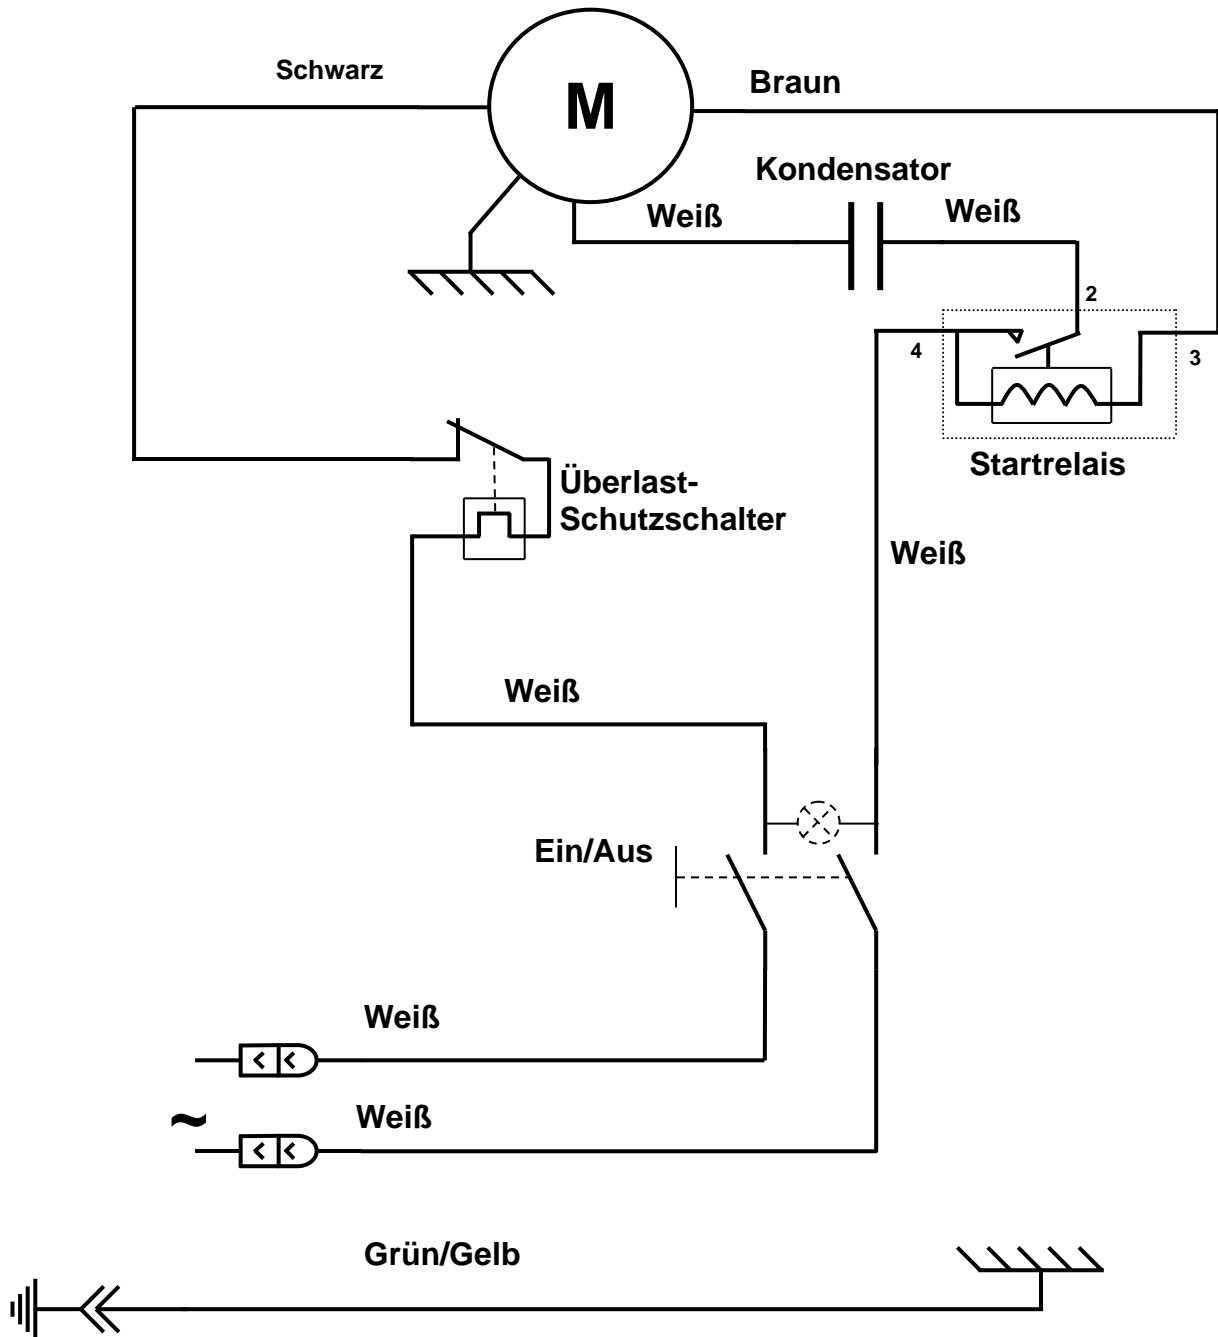 Schwarz
M
Braun
Kondensator
Weiß
Weiß
2
4
3
Startrelais
Überlast-
Schutzschalter
Weiß
Weiß
Ein/Aus
Weiß
~
Weiß
Grün/Gelb